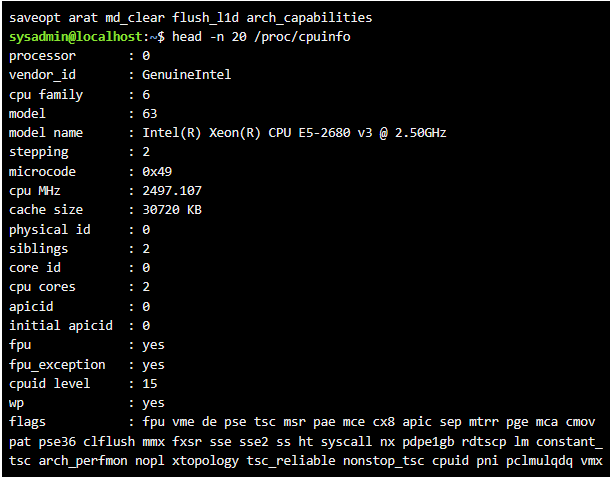 saveopt arat md_clear flush_l1d arch_capabilities
sysadmin@localhost:~$ head -n 20 /proc/cpuinfo
processor       : 0
vendor_id       : GenuineIntel
cpu family      : 6
model           : 63
model name      : Intel(R) Xeon(R) CPU E5-2680 v3 @ 2.50GHz
stepping        : 2
microcode       : 0x49
cpu MHz         : 2497.107
cache size      : 30720 KB
physical id     : 0
siblings        : 2
core id         : 0
cpu cores       : 2
apicid          : 0
initial apicid  : 0
fpu             : yes
fpu_exception   : yes
cpuid level     : 15
wp              : yes
flags           : fpu vme de pse tsc msr pae mce cx8 apic sep mtrr pge mca cmov
pat pse36 clflush mmx fxsr sse sse2 ss ht syscall nx pdpe1gb rdtscp lm constant_
tsc arch_perfmon nopl xtopology tsc_reliable nonstop_tsc cpuid pni pclmulqdq vmx